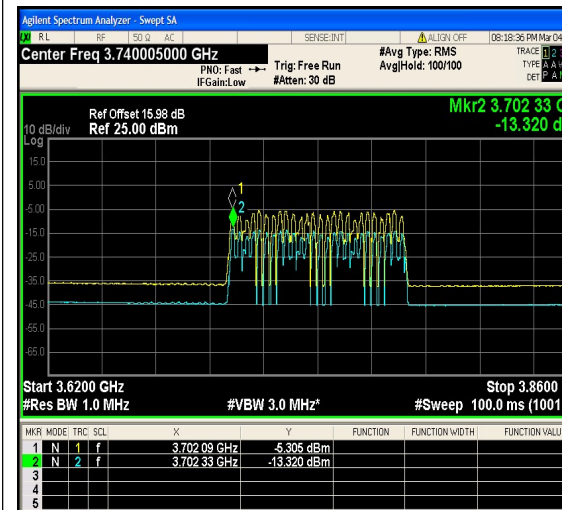 Agilent Spectrum Analyzer - Swept SA
RL RF 50 Ω AC SENSE:INT ALIGN OFF 08:18:36 PM Mar 04
Center Freq 3.740005000 GHz #Avg Type: RMS TRACE 1 2 3
PNO: Fast Trig: Free Run Avg|Hold: 100/100 TYPE A A
IFGain:Low #Atten: 30 dB DET P A
Mkr2 3.702 33 G
Ref Offset 15.98 dB
10 dB/div Ref 25.00 dBm -13.320 d
Log
15.0
5.00
1
2
-5.00
-15.0
-25.0
-35.0
-45.0
-55.0
-65.0
Start 3.6200 GHz Stop 3.8600
#Res BW 1.0 MHz #VBW 3.0 MHz* #Sweep 100.0 ms (1001
MKR MODE TRC SCL X Y FUNCTION FUNCTION WIDTH FUNCTION VALU
1 N 1 f 3.702 09 GHz -5.305 dBm
2 N 2 f 3.702 33 GHz -13.320 dBm
3
4
5